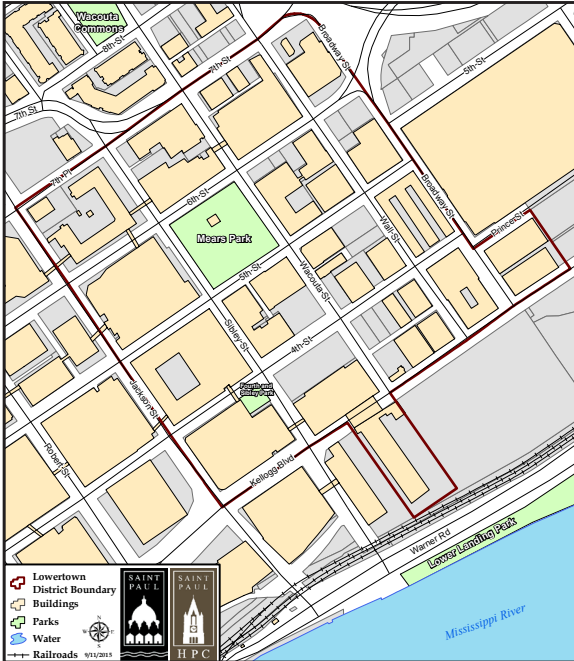 Wacouta
Commons
8th St
7th St
Broadway St
5th St
7th St
7th Pl
6th St
Broadway St
Prince St
Mears Park
Wall St
5th St
Wacouta St
Sibley St
4th St
Jackson St
Fourth and
Sibley Park
Robert St
Kellogg Blvd
Warner Rd
Lower Landing Park
Mississippi River
Lowertown
District Boundary
Buildings
Parks
Water
Railroads
9/11/2015
N
W
E
S
SAINT
PAUL
SAINT
PAUL
HPC